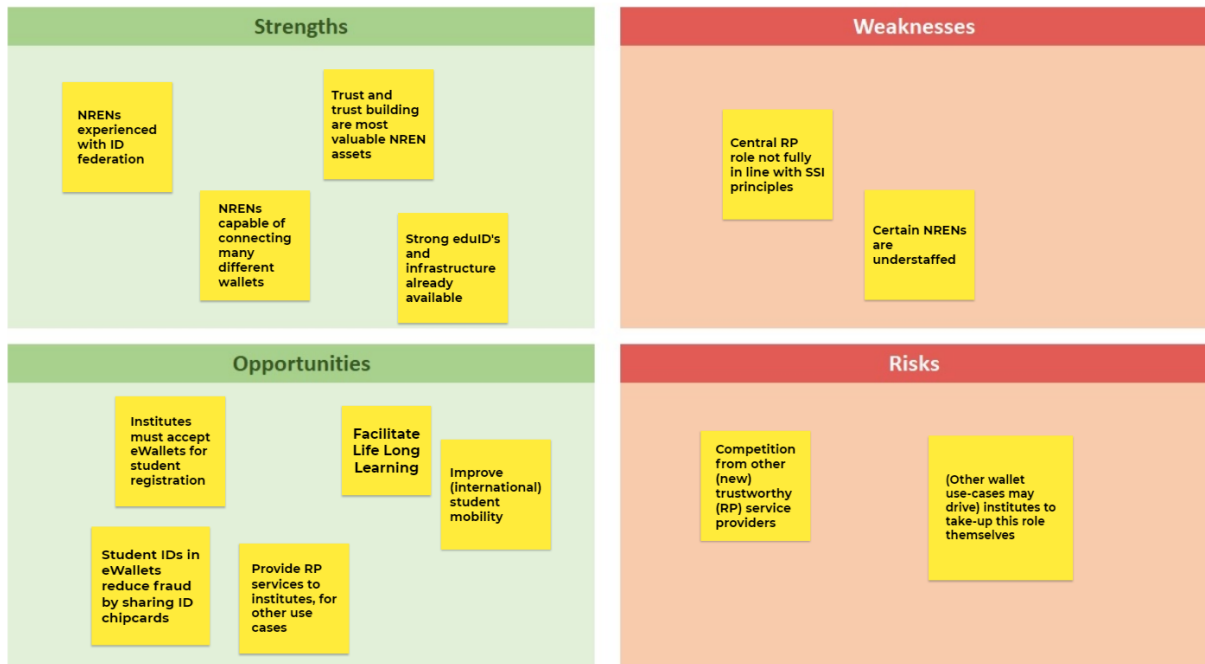 Strengths
NRENs
experienced
with ID
federation
Trust and
trust building
are most
valuable NREN
assets
NRENs
capable of
connecting
many
different
wallets
Strong eduID's
and
infrastructure
already
available
Weaknesses
Central RP
role not fully
in line with SSI
principles
Certain NRENs
are
understaffed
Opportunities
Institutes
must accept
eWallets for
student
registration
Facilitate
Life Long
Learning
Improve
(international)
student
mobility
Student IDs in
eWallets
reduce fraud
by sharing ID
chipcards
Provide RP
services to
institutes, for
other use
cases
Risks
Competition
from other
(new)
trustworthy
(RP) service
providers
(Other wallet
use-cases may
drive) institutes to
take-up this role
themselves